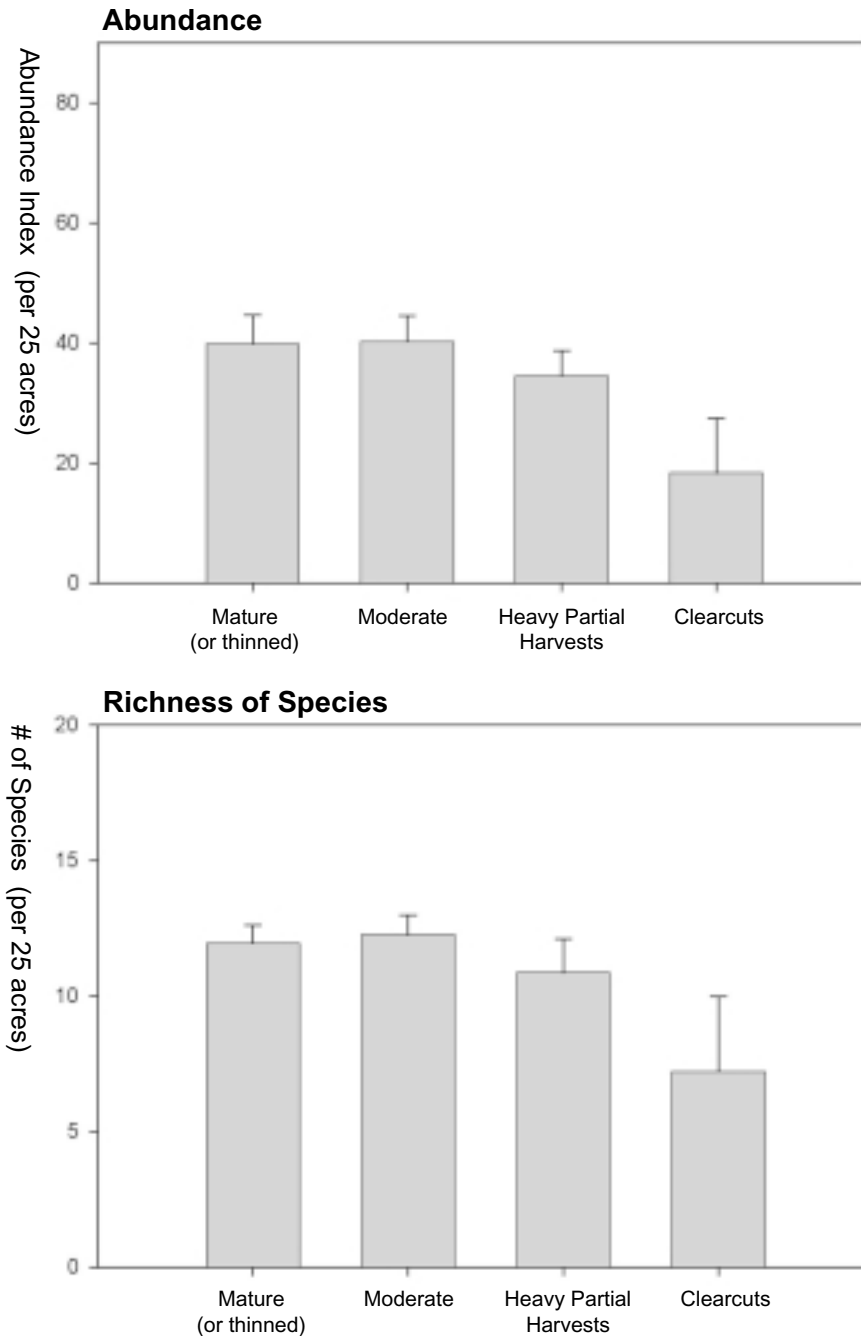 Abundance
Abundance Index (per 25 acres)
80
60
40
20
0
Mature
(or thinned)
Moderate
Heavy Partial
Harvests
Clearcuts
Richness of Species
# of Species (per 25 acres)
20
15
10
5
0
Mature
(or thinned)
Moderate
Heavy Partial
Harvests
Clearcuts